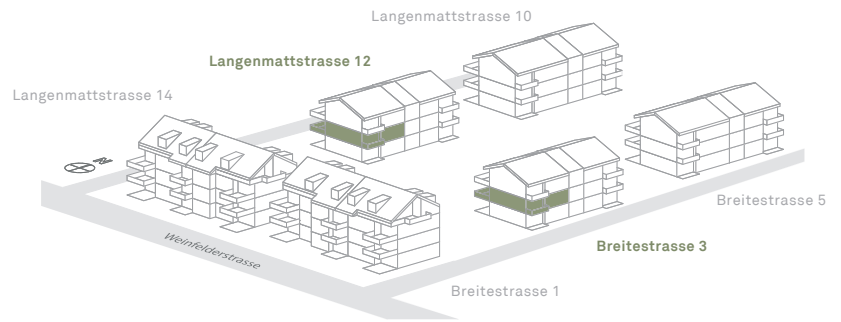 Langenmattstrasse 10
Langenmattstrasse 12
Langenmattstrasse 14
N
Breitestrasse 5
Weinfelderstrasse
Breitestrasse 3
Breitestrasse 1